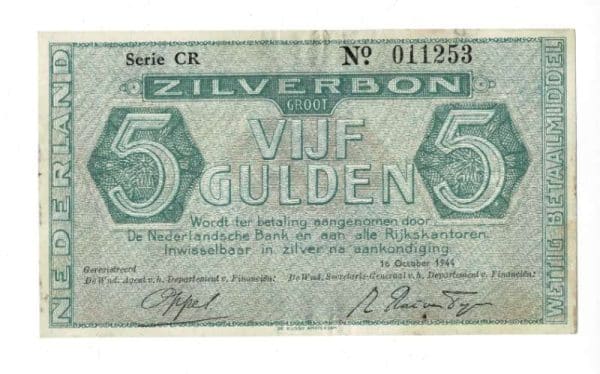 Serie CR
Nº 011253
ZILVERBON
GROOT
5 VIJF 5
GULDEN
Wordt ter betaling aangenomen door
De Nederlandsche Bank en aan alle Rijkskantoren.
Inwisselbaar in zilver na aankondiging.
16 October 1944
Geregistreerd
De Wnd. Agent v. h. Departement v. Financiën:
De Wnd. Secretaris-Generaal v. h. Dep. v. Financiën:
NEDERLAND
WETTIG BETAALMIDDEL